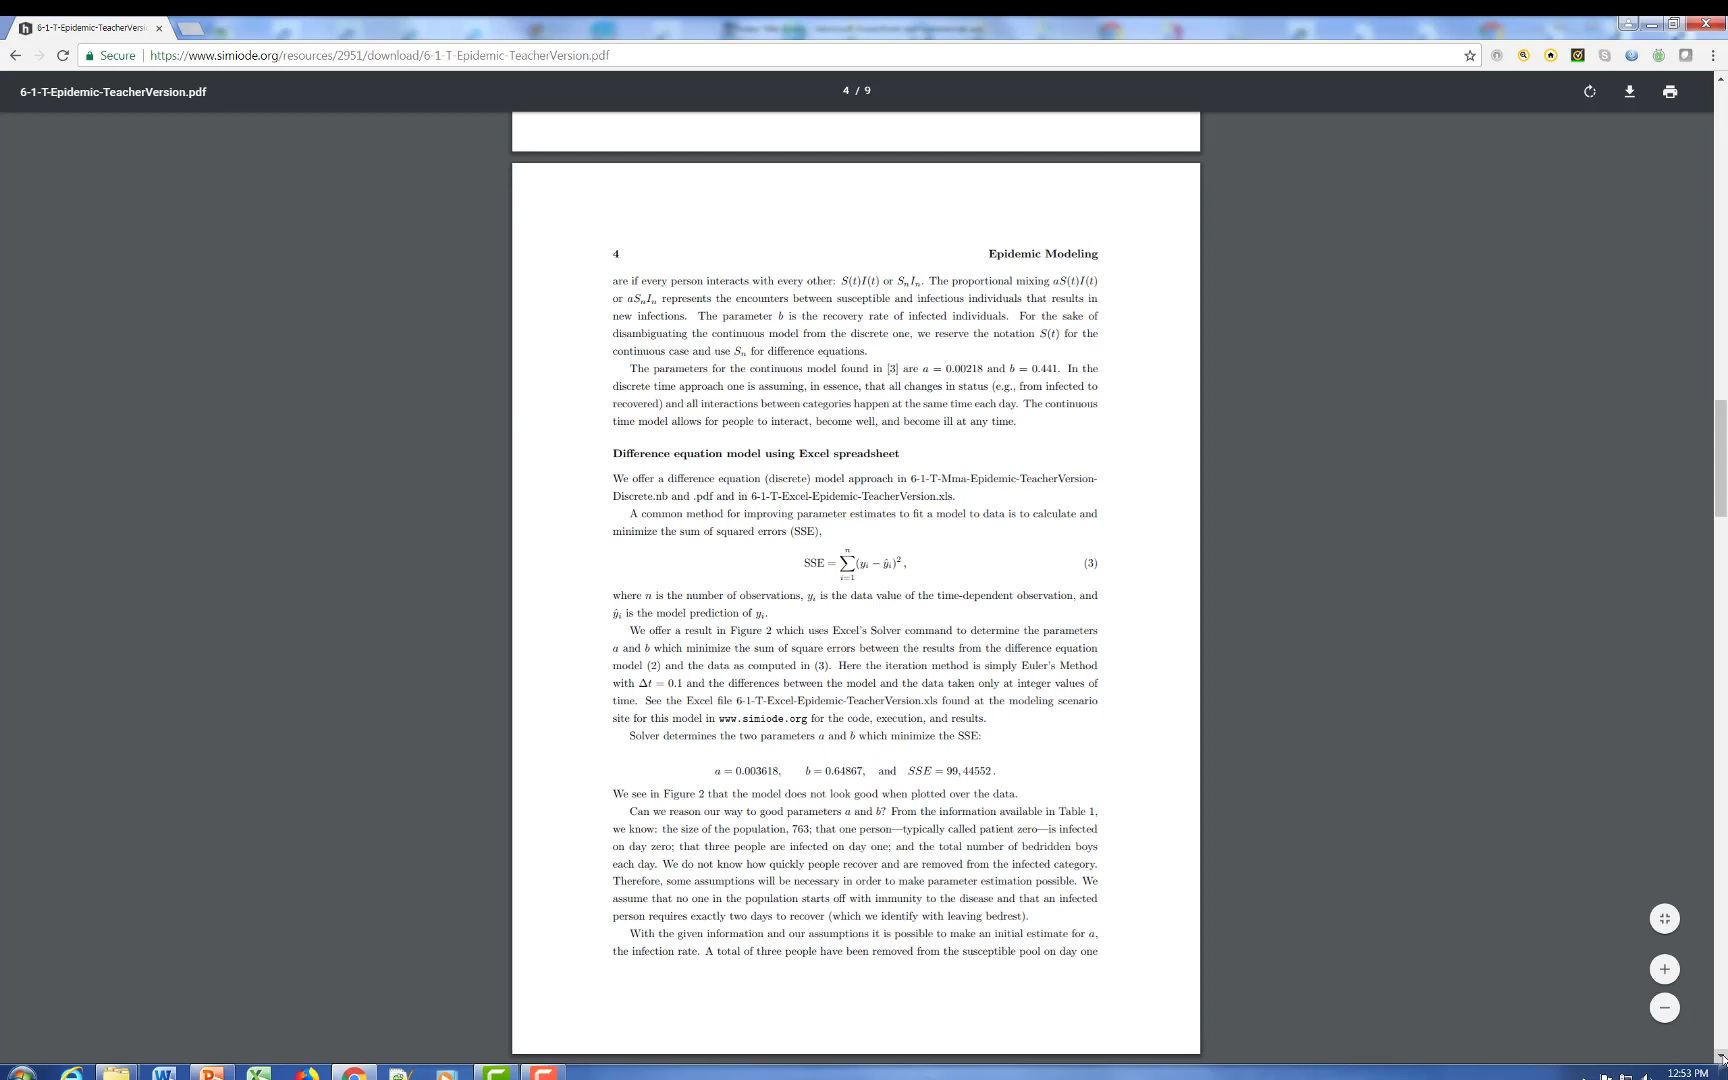 6-1-T-Epidemic-TeacherVersi
Secure https://www.simiode.org/resources/2951/download/6-1-T-Epidemic-TeacherVersion.pdf
6-1-T-Epidemic-TeacherVersion.pdf
4 / 9
4 Epidemic Modeling
are if every person interacts with every other: S(t)I(t) or SₙIₙ. The proportional mixing aS(t)I(t)
or aSₙIₙ represents the encounters between susceptible and infectious individuals that results in
new infections. The parameter b is the recovery rate of infected individuals. For the sake of
disambiguating the continuous model from the discrete one, we reserve the notation S(t) for the
continuous case and use Sₙ for difference equations.
The parameters for the continuous model found in [3] are a = 0.00218 and b = 0.441. In the
discrete time approach one is assuming, in essence, that all changes in status (e.g., from infected to
recovered) and all interactions between categories happen at the same time each day. The continuous
time model allows for people to interact, become well, and become ill at any time.
Difference equation model using Excel spreadsheet
We offer a difference equation (discrete) model approach in 6-1-T-Mma-Epidemic-TeacherVersion-
Discrete.nb and .pdf and in 6-1-T-Excel-Epidemic-TeacherVersion.xls.
A common method for improving parameter estimates to fit a model to data is to calculate and
minimize the sum of squared errors (SSE),
SSE = ∑ⁿᵢ₌₁(yᵢ − ŷᵢ)², (3)
where n is the number of observations, yᵢ is the data value of the time-dependent observation, and
ŷᵢ is the model prediction of yᵢ.
We offer a result in Figure 2 which uses Excel's Solver command to determine the parameters
a and b which minimize the sum of square errors between the results from the difference equation
model (2) and the data as computed in (3). Here the iteration method is simply Euler's Method
with Δt = 0.1 and the differences between the model and the data taken only at integer values of
time. See the Excel file 6-1-T-Excel-Epidemic-TeacherVersion.xls found at the modeling scenario
site for this model in www.simiode.org for the code, execution, and results.
Solver determines the two parameters a and b which minimize the SSE:
a = 0.003618, b = 0.64867, and SSE = 99,44552.
We see in Figure 2 that the model does not look good when plotted over the data.
Can we reason our way to good parameters a and b? From the information available in Table 1,
we know: the size of the population, 763; that one person—typically called patient zero—is infected
on day zero; that three people are infected on day one; and the total number of bedridden boys
each day. We do not know how quickly people recover and are removed from the infected category.
Therefore, some assumptions will be necessary in order to make parameter estimation possible. We
assume that no one in the population starts off with immunity to the disease and that an infected
person requires exactly two days to recover (which we identify with leaving bedrest).
With the given information and our assumptions it is possible to make an initial estimate for a,
the infection rate. A total of three people have been removed from the susceptible pool on day one
12:53 PM